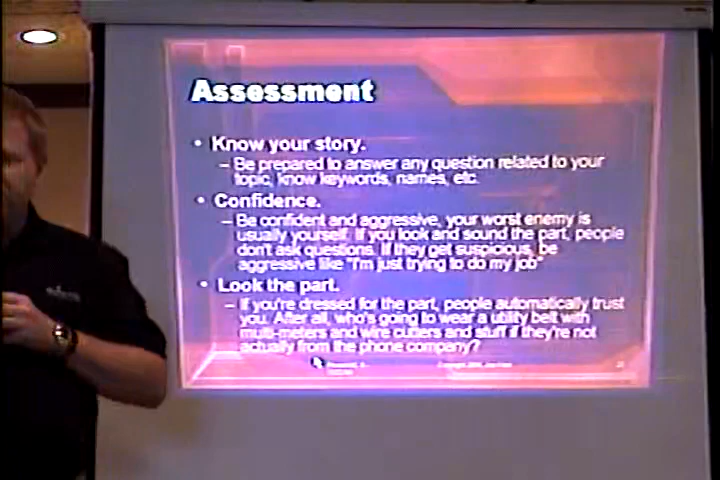 Assessment
• Know your story.
– Be prepared to answer any question related to your
topic, know keywords, names, etc.
• Confidence.
– Be confident and aggressive, your worst enemy is
usually yourself. If you look and sound the part, people
don't ask questions. If they get suspicious, be
aggressive like "I'm just trying to do my job"
• Look the part.
– If you're dressed for the part, people automatically trust
you. After all, who's going to wear a utility belt with
multi-meters and wire cutters and stuff if they're not
actually from the phone company?